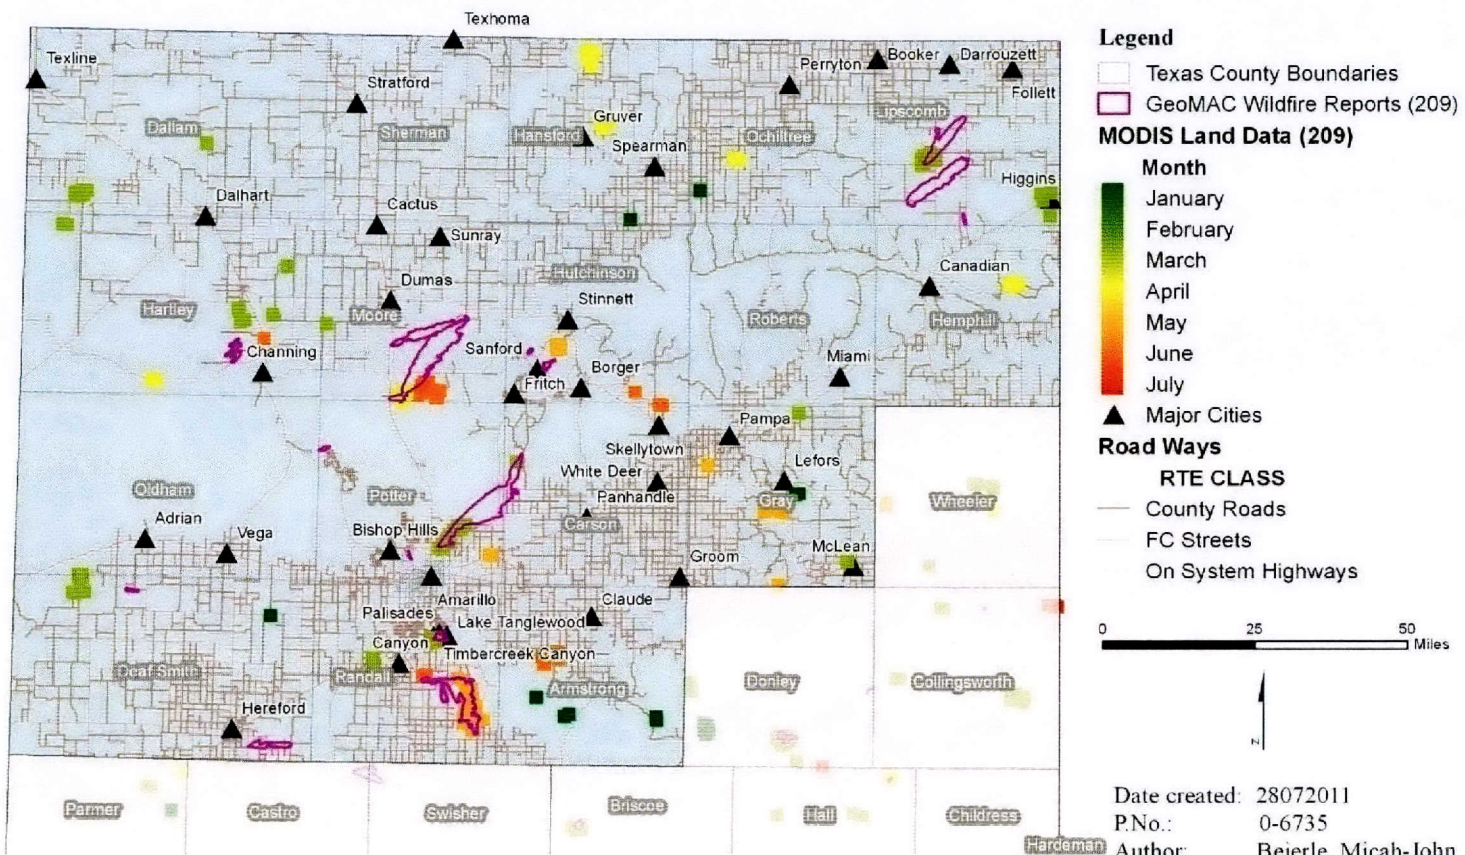 Texhoma
Texline
Stratford
Perryton
Booker
Darrouzett
Follett
Dallam
Sherman
Hansford
Gruver
Spearman
Ochiltree
Lipscomb
Higgins
Dalhart
Cactus
Sunray
Hutchinson
Canadian
Dumas
Stinnett
Hartley
Moore
Roberts
Hemphill
Channing
Sanford
Fritch
Borger
Miami
Pampa
Skellytown
White Deer
Lefors
Oldham
Potter
Panhandle
Carson
Gray
Wheeler
Adrian
Vega
Bishop Hills
Groom
McLean
Amarillo
Claude
Palisades
Lake Tanglewood
Canyon
Timbercreek Canyon
Deaf Smith
Randall
Armstrong
Donley
Collingsworth
Hereford
Parmer
Castro
Swisher
Briscoe
Hall
Childress
Hardeman
Legend
Texas County Boundaries
GeoMAC Wildfire Reports (209)
MODIS Land Data (209)
Month
January
February
March
April
May
June
July
Major Cities
Road Ways
RTE CLASS
County Roads
FC Streets
On System Highways
0 25 50
Miles
N
Date created: 28072011
P.No.: 0-6735
Author: Beierle, Micah-John